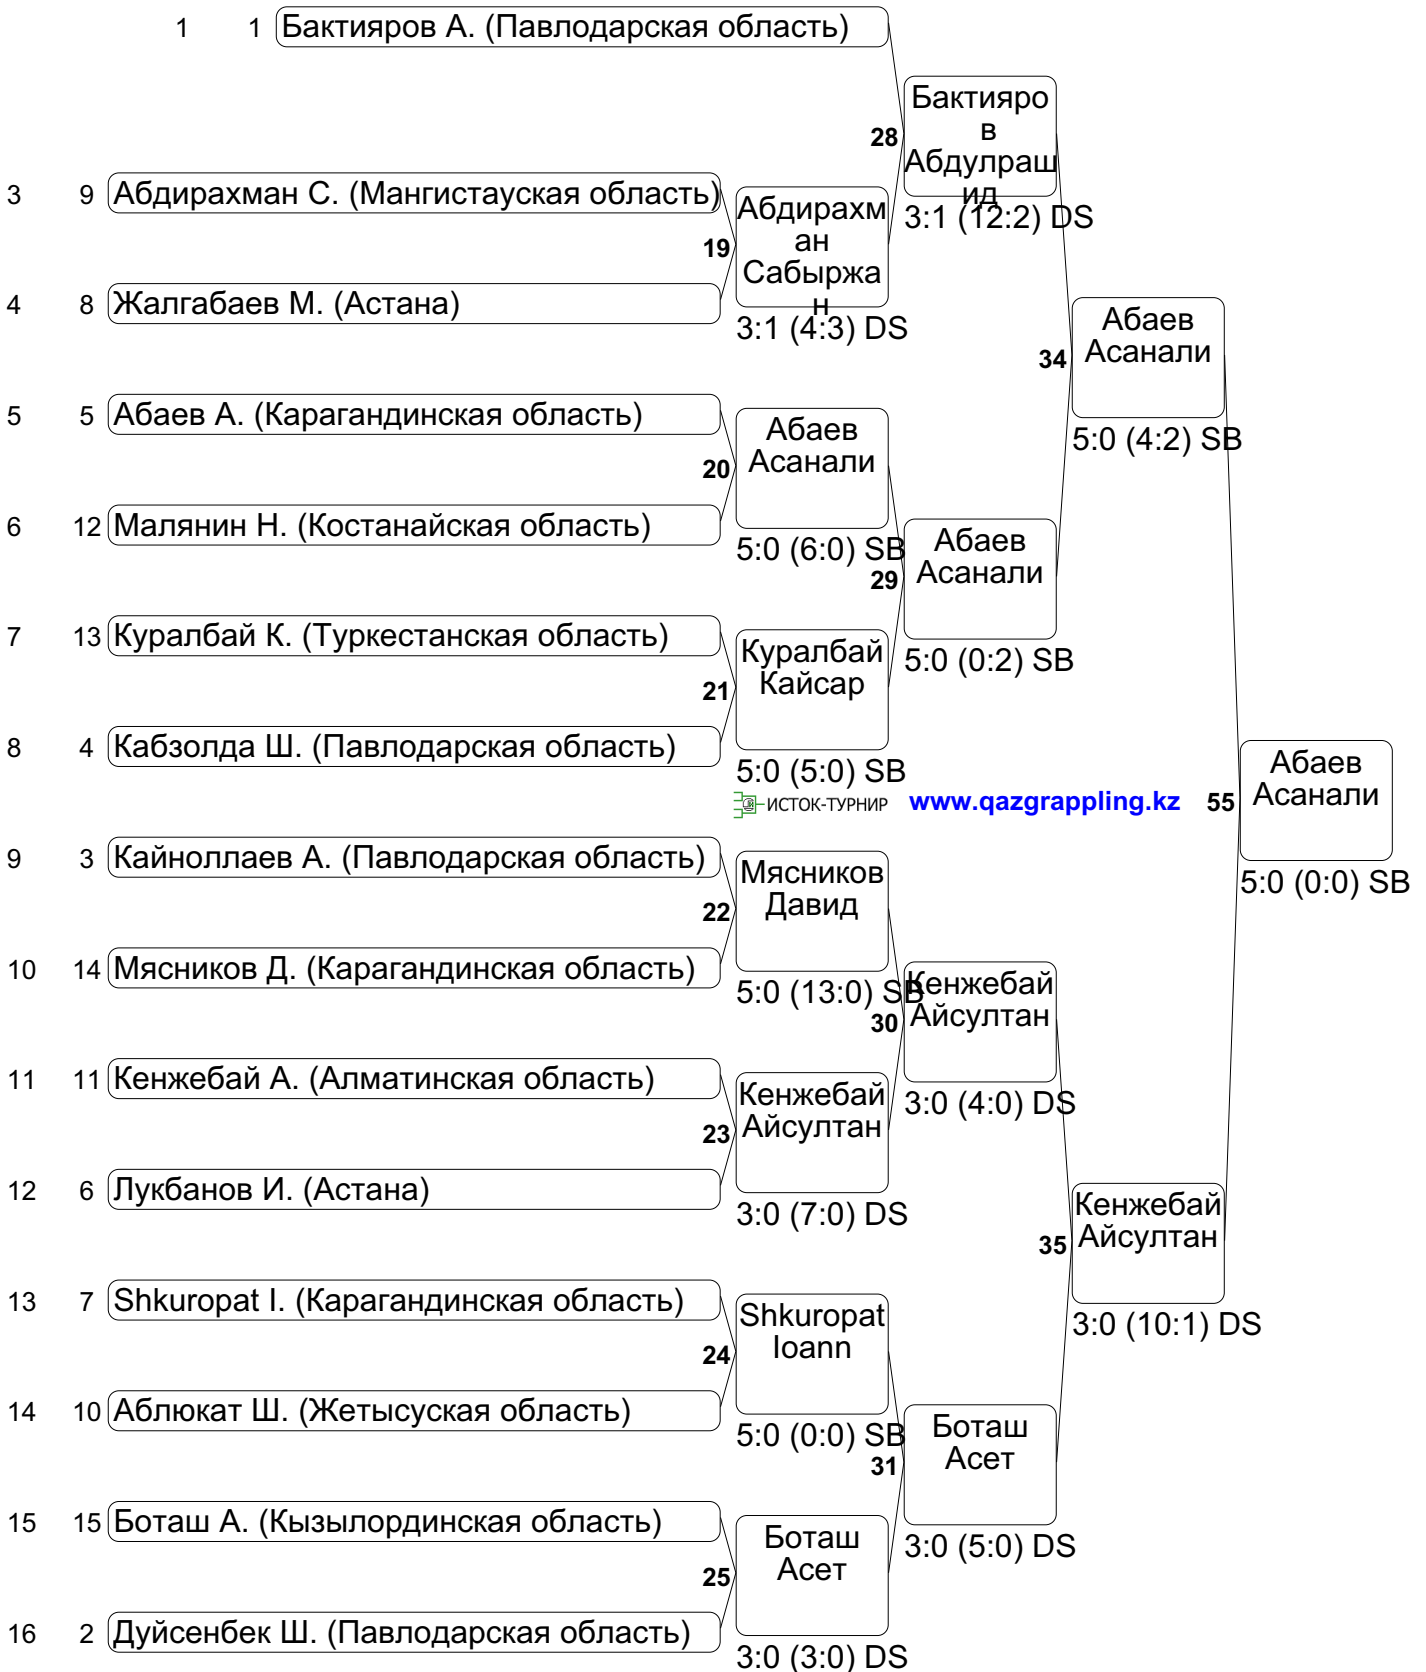 1 1 Бактияров А. (Павлодарская область)
28
Бактияро
в
Абдулраш
ид
3:1 (12:2) DS
3 9 Абдирахман С. (Мангистауская область)
19
Абдирахм
ан
Сабыржа
н
3:1 (4:3) DS
4 8 Жалгабаев М. (Астана)
34
Абаев
Асанали
5:0 (4:2) SB
5 5 Абаев А. (Карагандинская область)
20
Абаев
Асанали
5:0 (6:0) SB
6 12 Малянин Н. (Костанайская область)
29
Абаев
Асанали
5:0 (0:2) SB
7 13 Куралбай К. (Туркестанская область)
21
Куралбай
Кайсар
5:0 (5:0) SB
8 4 Кабзолда Ш. (Павлодарская область)
ИСТОК-ТУРНИР www.qazgrappling.kz
55
Абаев
Асанали
5:0 (0:0) SB
9 3 Кайноллаев А. (Павлодарская область)
22
Мясников
Давид
5:0 (13:0) SB
10 14 Мясников Д. (Карагандинская область)
30
Кенжебай
Айсултан
3:0 (4:0) DS
11 11 Кенжебай А. (Алматинская область)
23
Кенжебай
Айсултан
3:0 (7:0) DS
12 6 Лукбанов И. (Астана)
35
Кенжебай
Айсултан
3:0 (10:1) DS
13 7 Shkuropat I. (Карагандинская область)
24
Shkuropat
Ioann
5:0 (0:0) SB
14 10 Аблюкат Ш. (Жетысуская область)
31
Боташ
Асет
3:0 (5:0) DS
15 15 Боташ А. (Кызылординская область)
25
Боташ
Асет
3:0 (3:0) DS
16 2 Дуйсенбек Ш. (Павлодарская область)